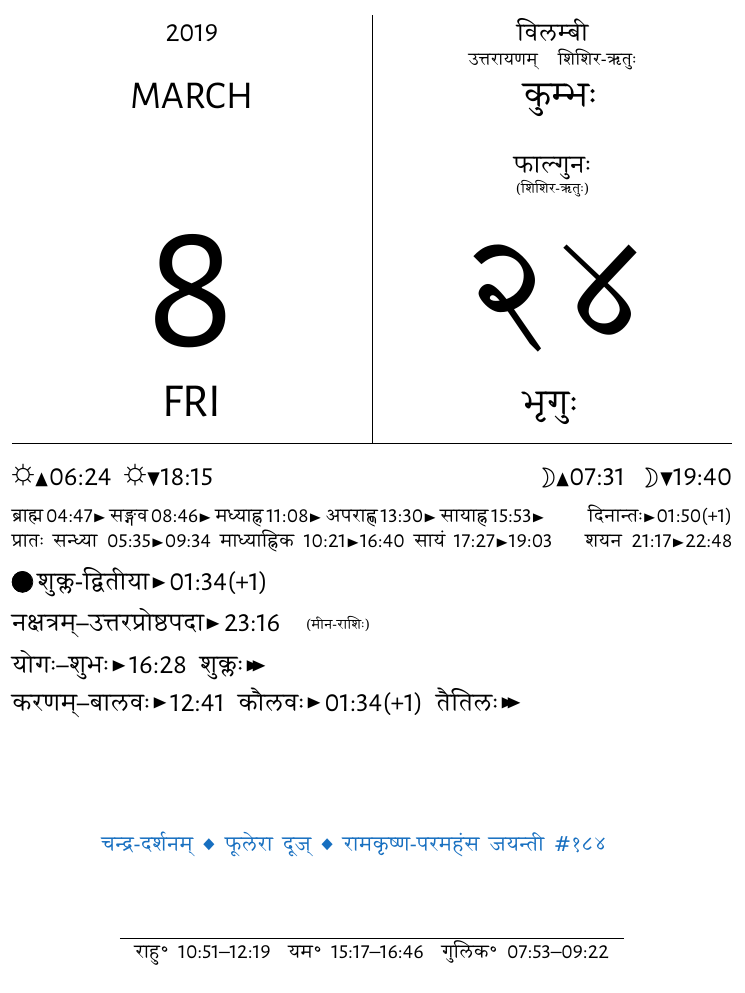 2019
MARCH
8
FRI
विलम्बी
उत्तरायणम् शिशिर-ऋतुः
कुम्भः
फाल्गुनः
(शिशिर-ऋतुः)
२४
भृगुः
☼▲06:24 ☼▼18:15 ☽▲07:31 ☽▼19:40
ब्राह्म 04:47► सङ्गव 08:46► मध्याह्न 11:08► अपराह्ण 13:30► सायाह्न 15:53► दिनान्तः►01:50(+1)
प्रातः सन्ध्या 05:35►09:34 माध्याह्निक 10:21►16:40 सायं 17:27►19:03 शयन 21:17►22:48
●शुक्ल-द्वितीया►01:34(+1)
नक्षत्रम्–उत्तरप्रोष्ठपदा►23:16 (मीन-राशिः)
योगः–शुभः►16:28 शुक्लः►►
करणम्–बालवः►12:41 कौलवः►01:34(+1) तैतिलः►►
चन्द्र-दर्शनम् ◆ फूलेरा दूज् ◆ रामकृष्ण-परमहंस जयन्ती #१८४
राहु° 10:51–12:19 यम° 15:17–16:46 गुलिक° 07:53–09:22